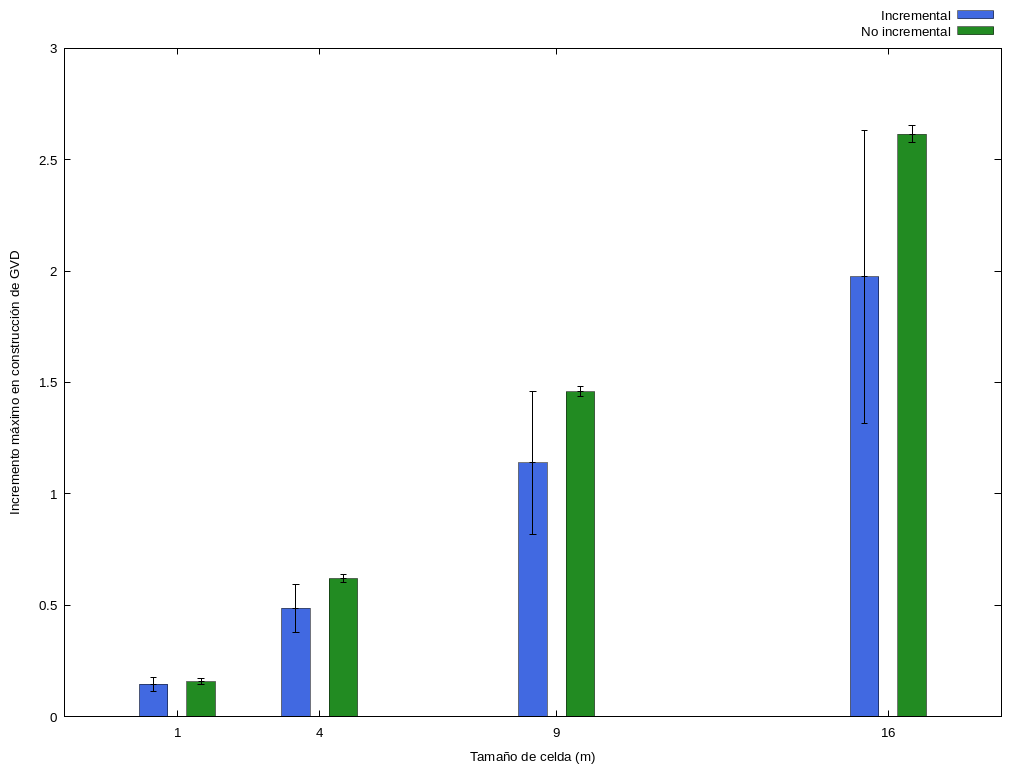 Incremental
No incremental
3
2.5
2
1.5
1
0.5
0
Incremento máximo en construcción de GVD
1 4 9 16
Tamaño de celda (m)